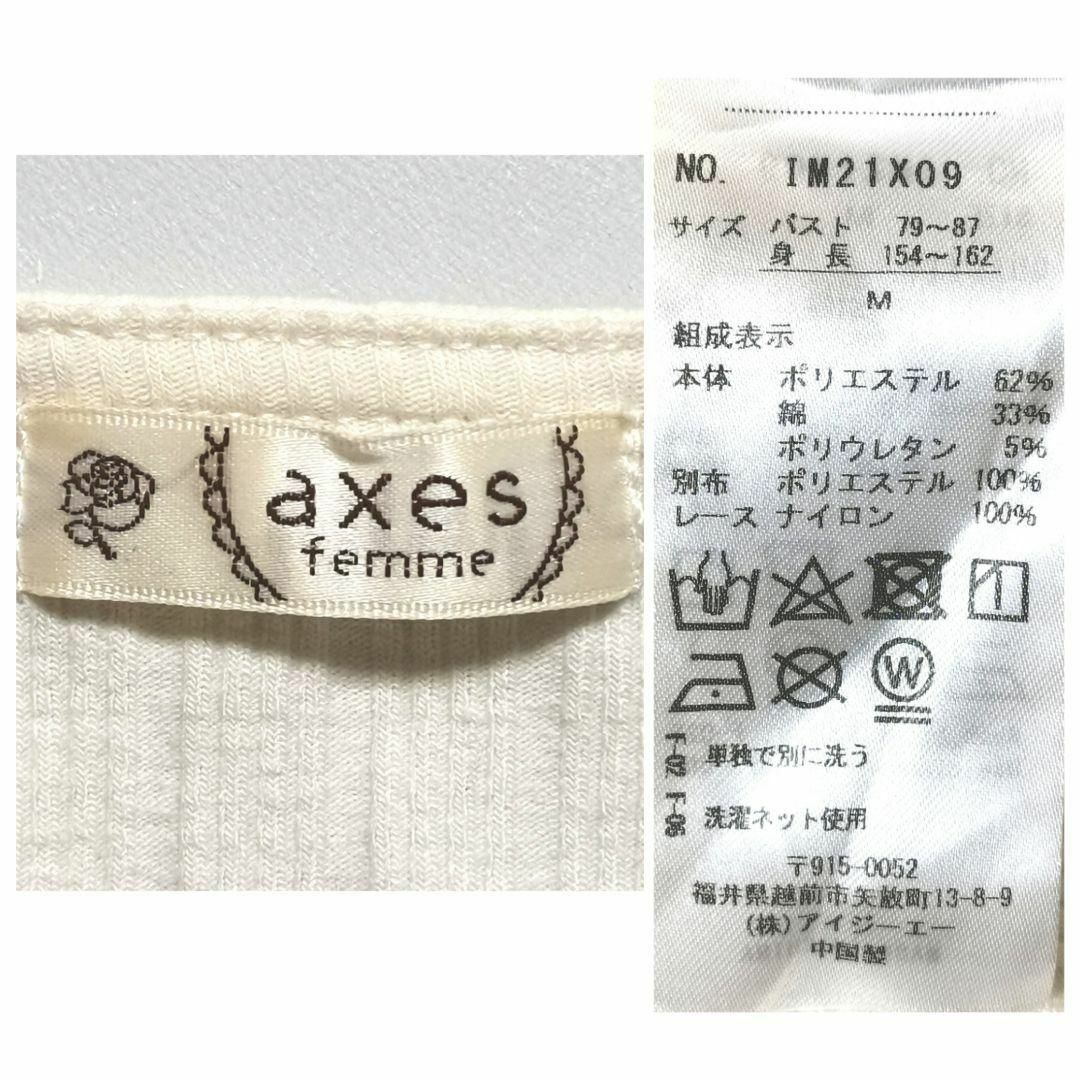 axes
femme
NO. IM21X09
サイズ バスト 79~87
身長 154~162
M
組成表示
本体 ポリエステル 62%
綿 33%
ポリウレタン 5%
別布 ポリエステル 100%
レース ナイロン 100%
W
F-02 単独で別に洗う
F-06 洗濯ネット使用
〒915-0052
福井県越前市矢放町13-8-9
(株)アイジーエー
中国製